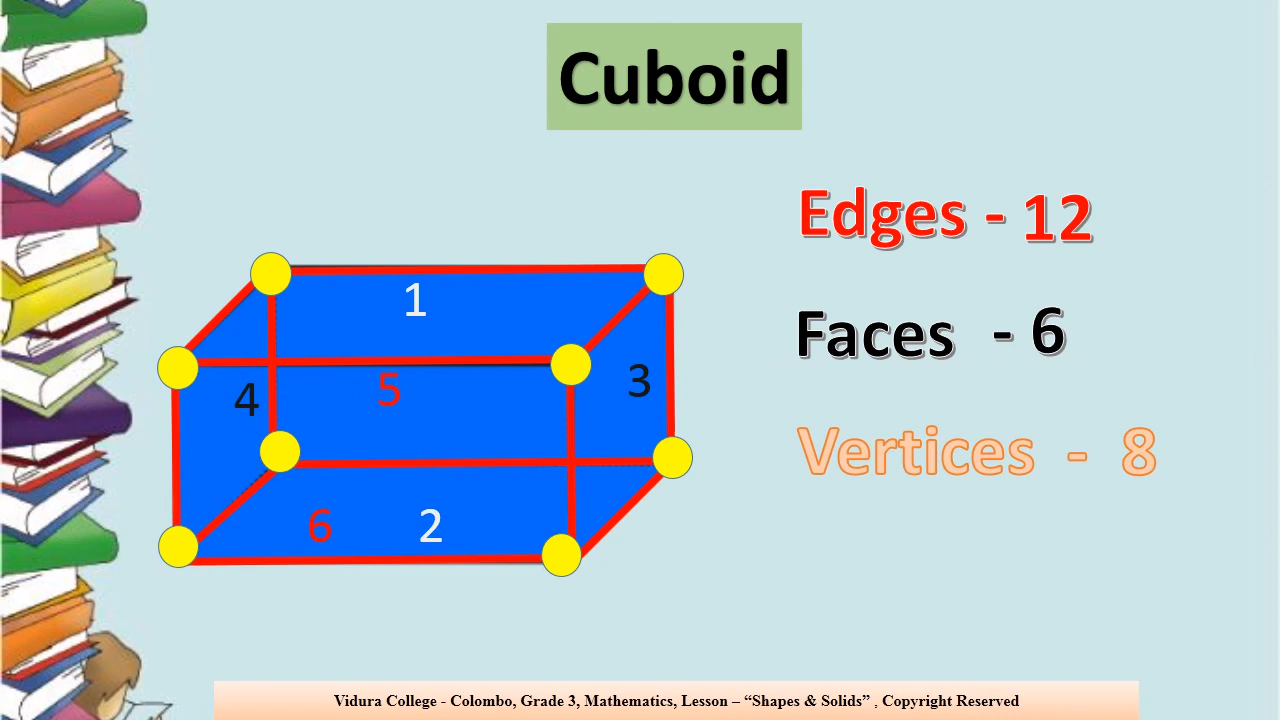 Cuboid
Edges - 12
Faces - 6
Vertices - 8
1
4
5
3
6
2
Vidura College - Colombo, Grade 3, Mathematics, Lesson – “Shapes & Solids” , Copyright Reserved